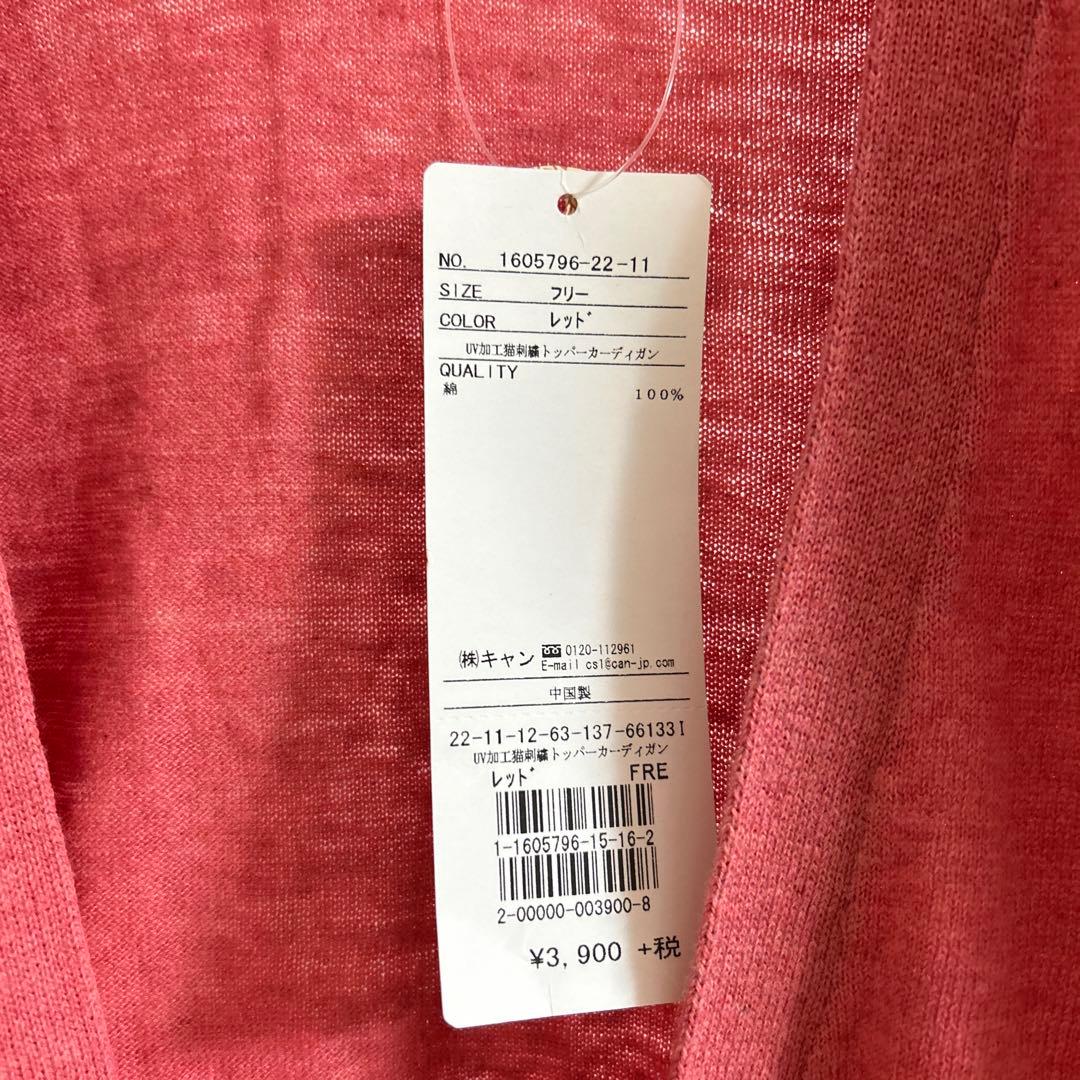 NO. 1605796-22-11
SIZE フリー
COLOR レッド
UV加工猫刺繍トッパーカーディガン
QUALITY
綿 100%
(株)キャン 0120-112961
E-mail csl@can-jp.com
中国製
22-11-12-63-137-66133I
UV加工猫刺繍トッパーカーディガン
レッド FRE
1-1605796-15-16-2
2-00000-003900-8
¥3,900 +税